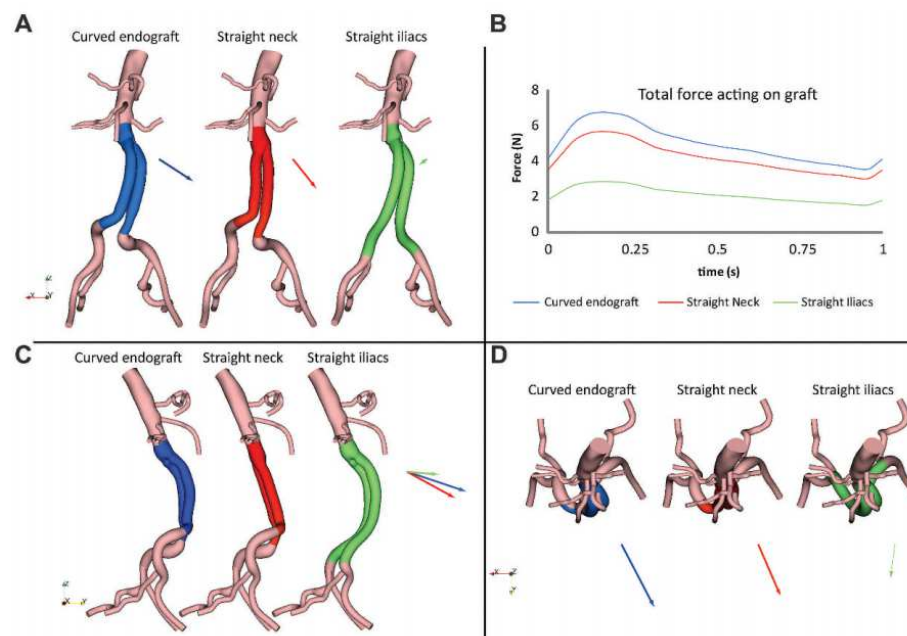 A
Curved endograft Straight neck Straight iliacs
Z
X Y
B
Total force acting on graft
8
6
4
2
0
Force (N)
0 0.25 0.5 0.75 1
time (s)
Curved endograft Straight Neck Straight Iliacs
C
Curved endograft Straight neck Straight iliacs
Z
X Y
D
Curved endograft Straight neck Straight iliacs
X Z
Y